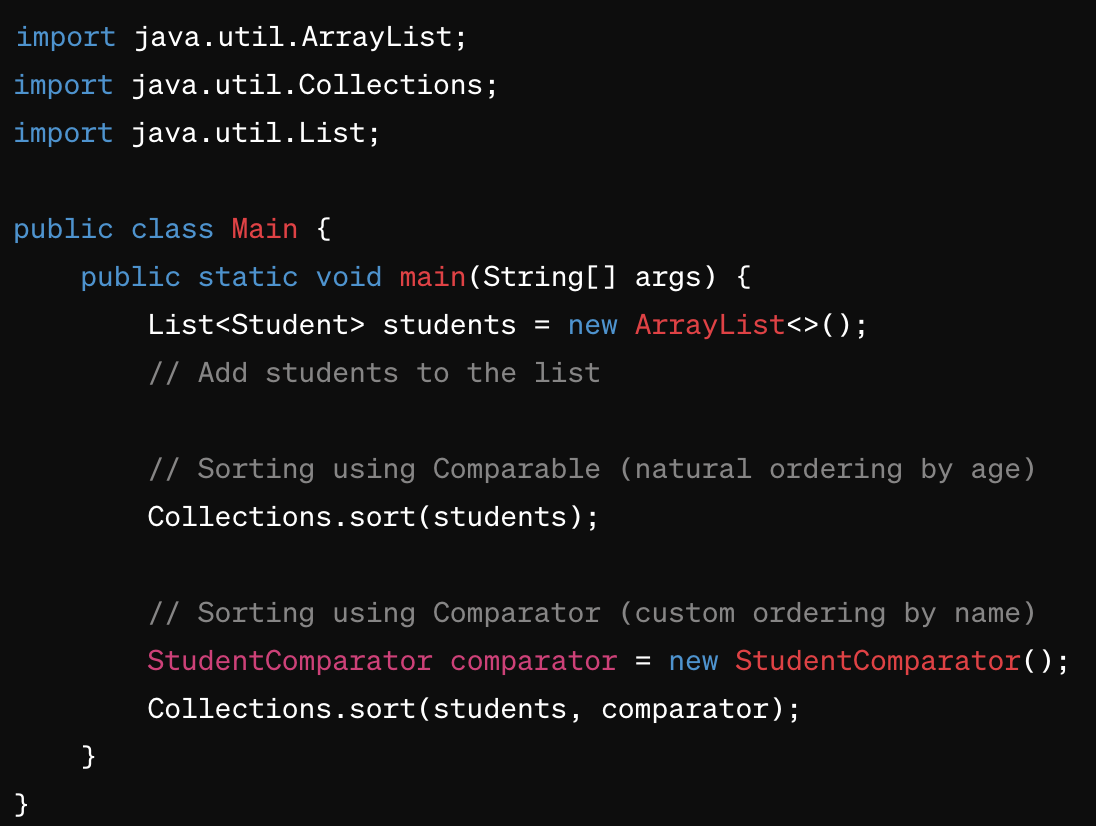 import java.util.ArrayList;
import java.util.Collections;
import java.util.List;

public class Main {
    public static void main(String[] args) {
        List<Student> students = new ArrayList<>();
        // Add students to the list

        // Sorting using Comparable (natural ordering by age)
        Collections.sort(students);

        // Sorting using Comparator (custom ordering by name)
        StudentComparator comparator = new StudentComparator();
        Collections.sort(students, comparator);
    }
}